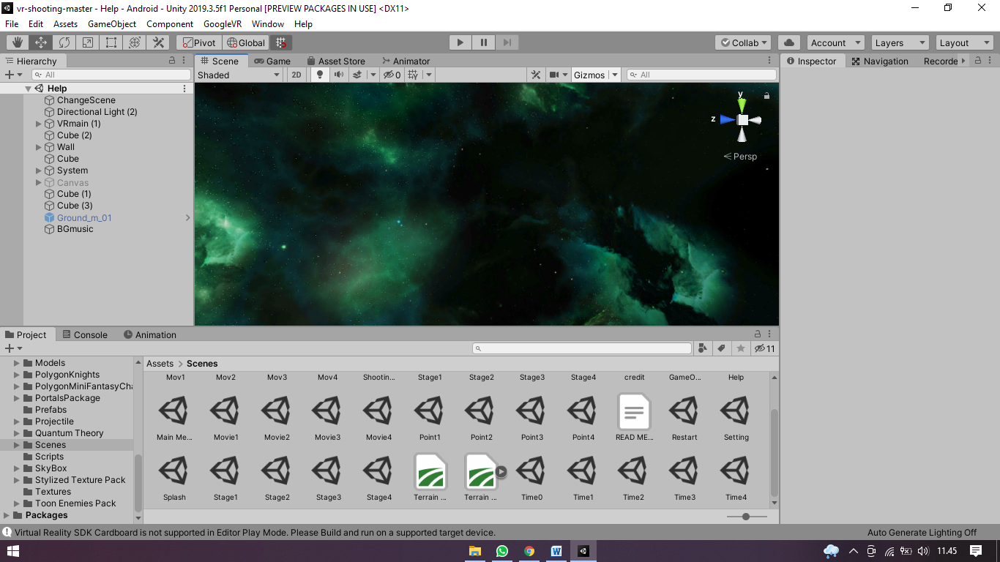 vr-shooting-master - Help - Android - Unity 2019.3.5f1 Personal [PREVIEW PACKAGES IN USE] <DX11>
File Edit Assets GameObject Component GoogleVR Window Help
Pivot Global Collab Account Layers Layout
Hierarchy
All
Help
ChangeScene
Directional Light (2)
VRmain (1)
Cube (2)
Wall
Cube
System
Canvas
Cube (1)
Cube (3)
Ground_m_01
BGmusic
Scene Game Asset Store Animator
Shaded 2D 0 Gizmos All
y
z
Persp
Inspector Navigation Recorde
Project Console Animation
11
Models
PolygonKnights
PolygonMiniFantasyCha
PortalsPackage
Prefabs
Projectile
Quantum Theory
Scenes
Scripts
SkyBox
Stylized Texture Pack
Textures
Toon Enemies Pack
Packages
Assets > Scenes
Mov1 Mov2 Mov3 Mov4 Shootin... Stage1 Stage2 Stage3 Stage4 credit GameO... Help
Main Me... Movie1 Movie2 Movie3 Movie4 Point1 Point2 Point3 Point4 READ ME... Restart Setting
Splash Stage1 Stage2 Stage3 Stage4 Terrain ... Terrain ... Time0 Time1 Time2 Time3 Time4
Virtual Reality SDK Cardboard is not supported in Editor Play Mode. Please Build and run on a supported target device.
Auto Generate Lighting Off
11.45